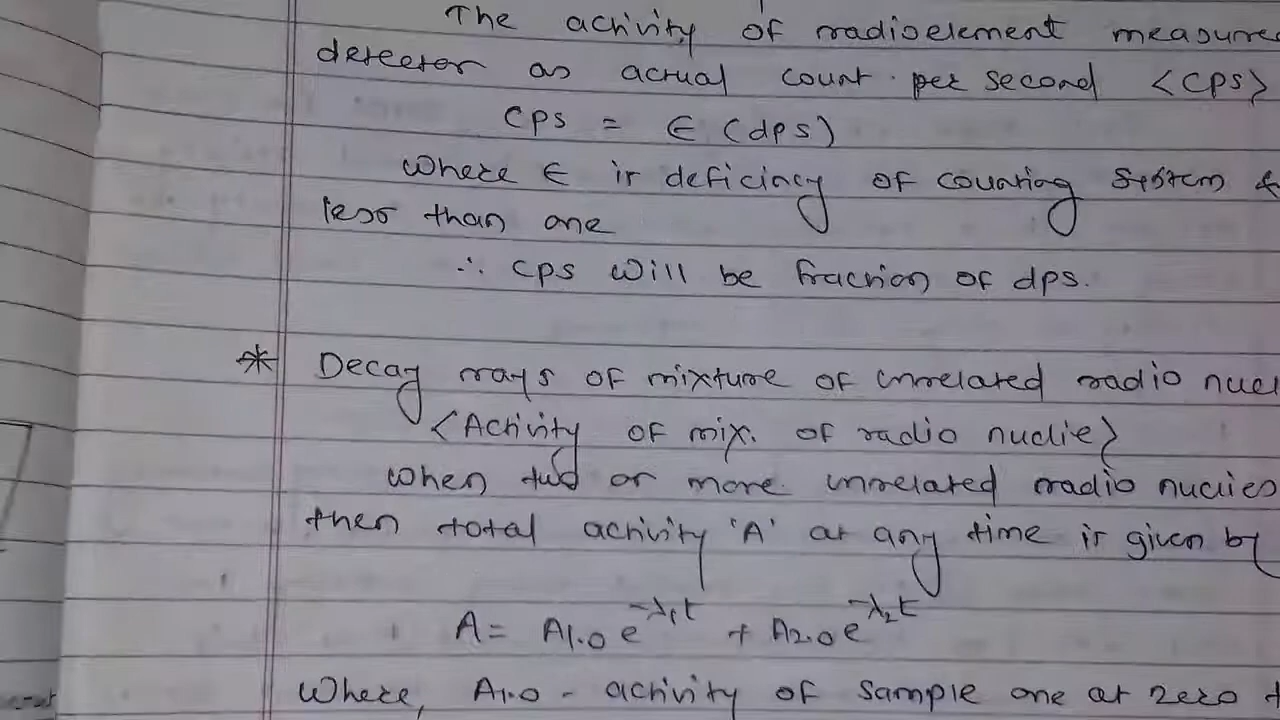 The activity of radioelement measure
detector as actual count per second <cps>
cps = ∈ (dps)
where ∈ is deficincy of counting system &
less than one
∴ cps will be fraction of dps.
* Decay rays of mixture of unrelated radio nucl
<Activity of mix. of radio nuclie>
when two or more unrelated radio nuclies
then total activity 'A' at any time is given by
A = A1.0 e^-λ1t + A2.0 e^-λ2t
Where, A1.0 - activity of sample one at zero t